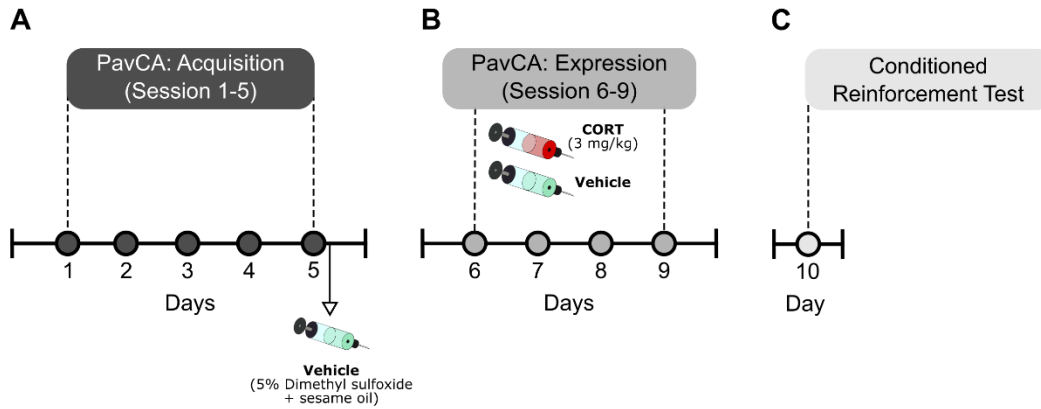 A
PavCA: Acquisition
(Session 1-5)
1 2 3 4 5
Days
Vehicle
(5% Dimethyl sulfoxide
+ sesame oil)
B
PavCA: Expression
(Session 6-9)
CORT
(3 mg/kg)
Vehicle
6 7 8 9
Days
C
Conditioned
Reinforcement Test
10
Day